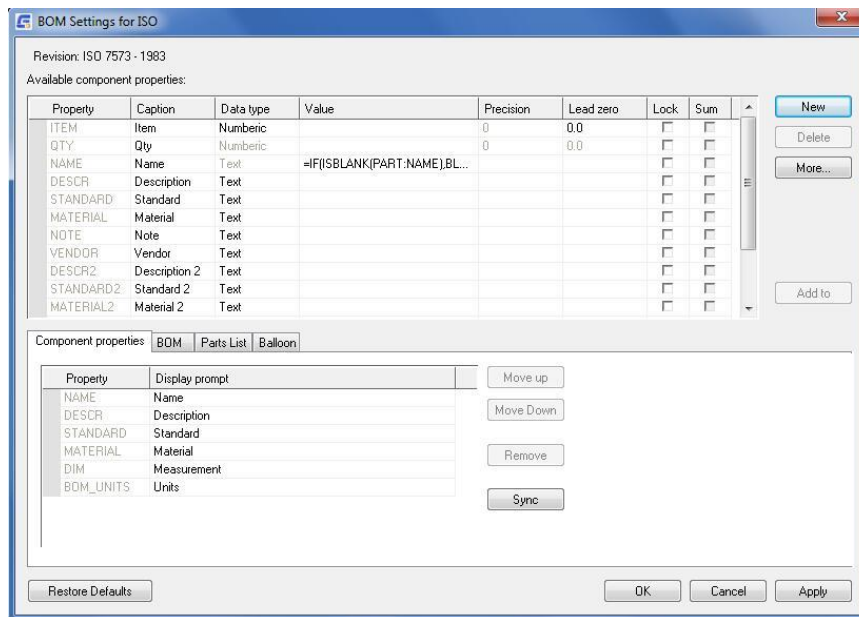 BOM Settings for ISO
Revision: ISO 7573 - 1983
Available component properties:
Property Caption Data type Value Precision Lead zero Lock Sum
ITEM Item Numberic 0 0.0
QTY Qty Numberic 0 0.0
NAME Name Text =IF(ISBLANK(PART:NAME),BL...
DESCR Description Text
STANDARD Standard Text
MATERIAL Material Text
NOTE Note Text
VENDOR Vendor Text
DESCR2 Description 2 Text
STANDARD2 Standard 2 Text
MATERIAL2 Material 2 Text
New
Delete
More...
Add to
Component properties BOM Parts List Balloon
Property Display prompt
NAME Name
DESCR Description
STANDARD Standard
MATERIAL Material
DIM Measurement
BOM_UNITS Units
Move up
Move Down
Remove
Sync
Restore Defaults OK Cancel Apply